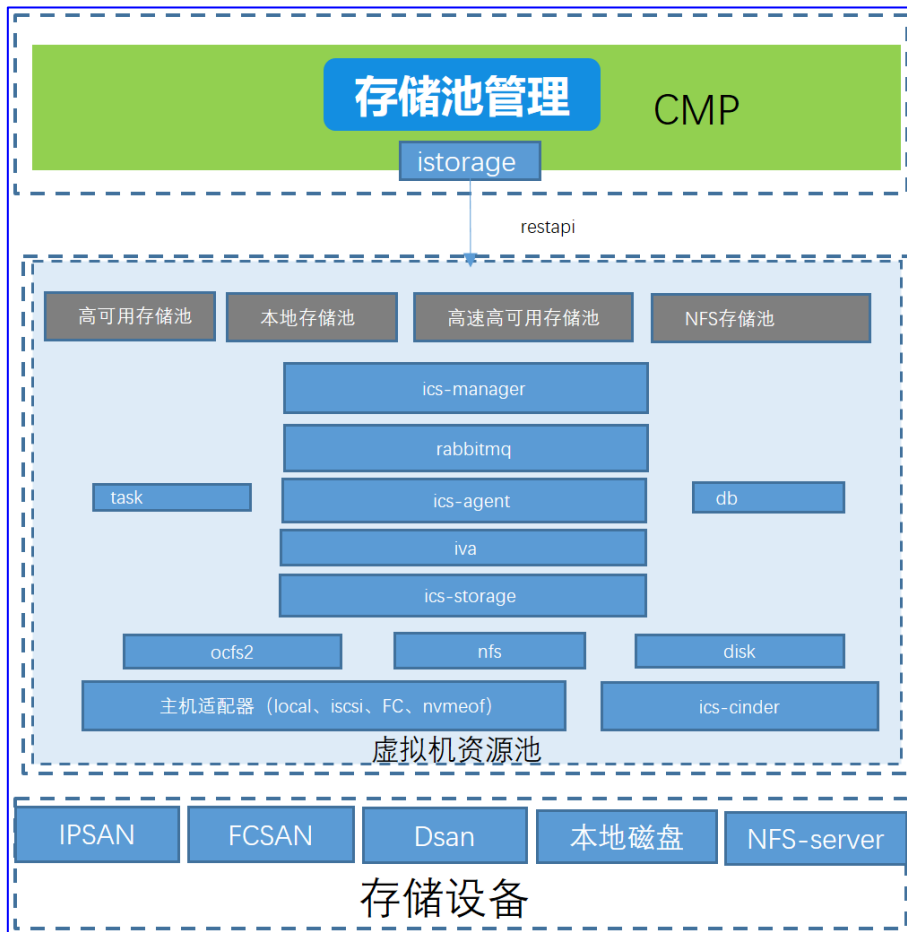 存储池管理
CMP
istorage
restapi
高可用存储池
本地存储池
高速高可用存储池
NFS存储池
ics-manager
rabbitmq
task
ics-agent
db
iva
ics-storage
ocfs2
nfs
disk
主机适配器（local、iscsi、FC、nvmeof）
ics-cinder
虚拟机资源池
IPSAN
FCSAN
Dsan
本地磁盘
NFS-server
存储设备